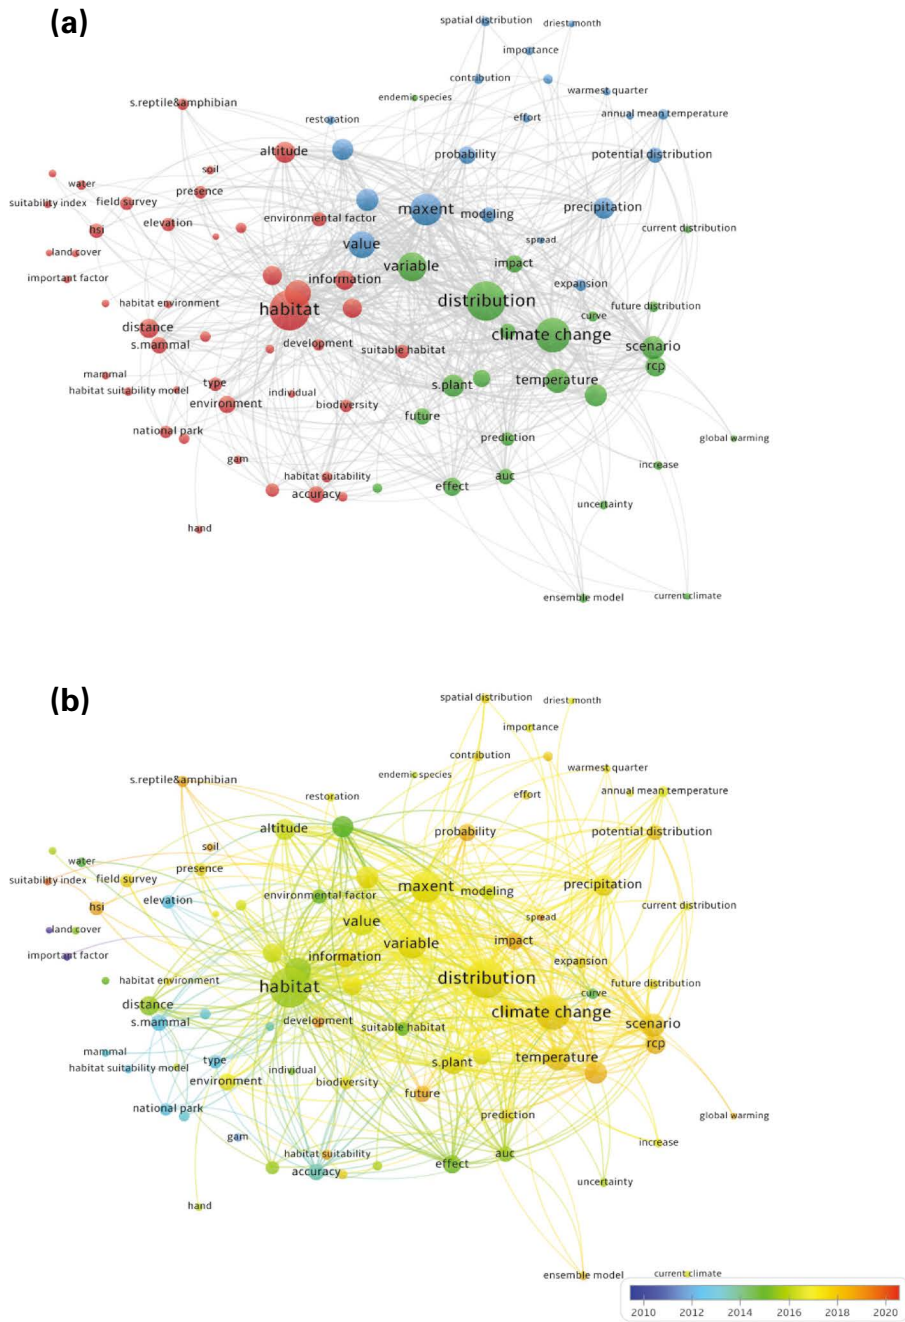 (a)
spatial distribution
driest month
importance
contribution
warmest quarter
endemic species
s.reptile&amphibian
restoration
effort
annual mean temperature
altitude
probability
potential distribution
soil
water
presence
suitability index
field survey
maxent
modeling
precipitation
environmental factor
elevation
hsi
current distribution
value
spread
land cover
variable
impact
important factor
information
expansion
habitat environment
habitat
distribution
future distribution
curve
distance
climate change
s.mammal
development
suitable habitat
scenario
rcp
mammal
type
s.plant
temperature
habitat suitability model
individual
environment
biodiversity
future
national park
prediction
global warming
gam
increase
habitat suitability
auc
accuracy
effect
uncertainty
hand
ensemble model
current climate
(b)
spatial distribution
driest month
importance
contribution
warmest quarter
endemic species
s.reptile&amphibian
restoration
effort
annual mean temperature
altitude
probability
potential distribution
soil
water
presence
suitability index
field survey
maxent
modeling
precipitation
environmental factor
elevation
hsi
current distribution
value
spread
land cover
variable
impact
important factor
information
expansion
habitat environment
habitat
distribution
future distribution
curve
distance
climate change
s.mammal
development
suitable habitat
scenario
rcp
mammal
type
s.plant
temperature
habitat suitability model
individual
environment
biodiversity
future
national park
prediction
global warming
gam
increase
habitat suitability
auc
accuracy
effect
uncertainty
hand
ensemble model
current climate
2010 2012 2014 2016 2018 2020